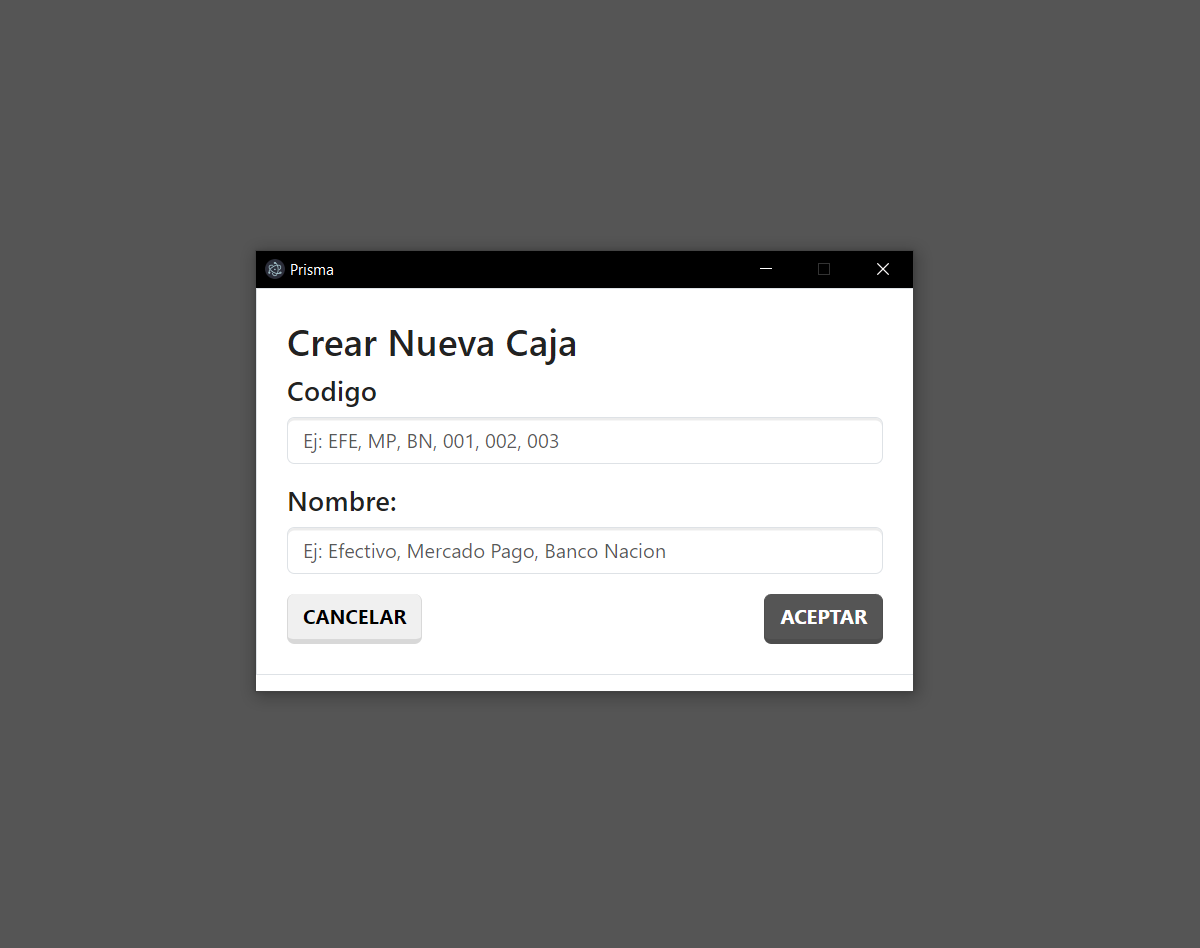 Prisma
Crear Nueva Caja
Codigo
Ej: EFE, MP, BN, 001, 002, 003
Nombre:
Ej: Efectivo, Mercado Pago, Banco Nacion
CANCELAR
ACEPTAR